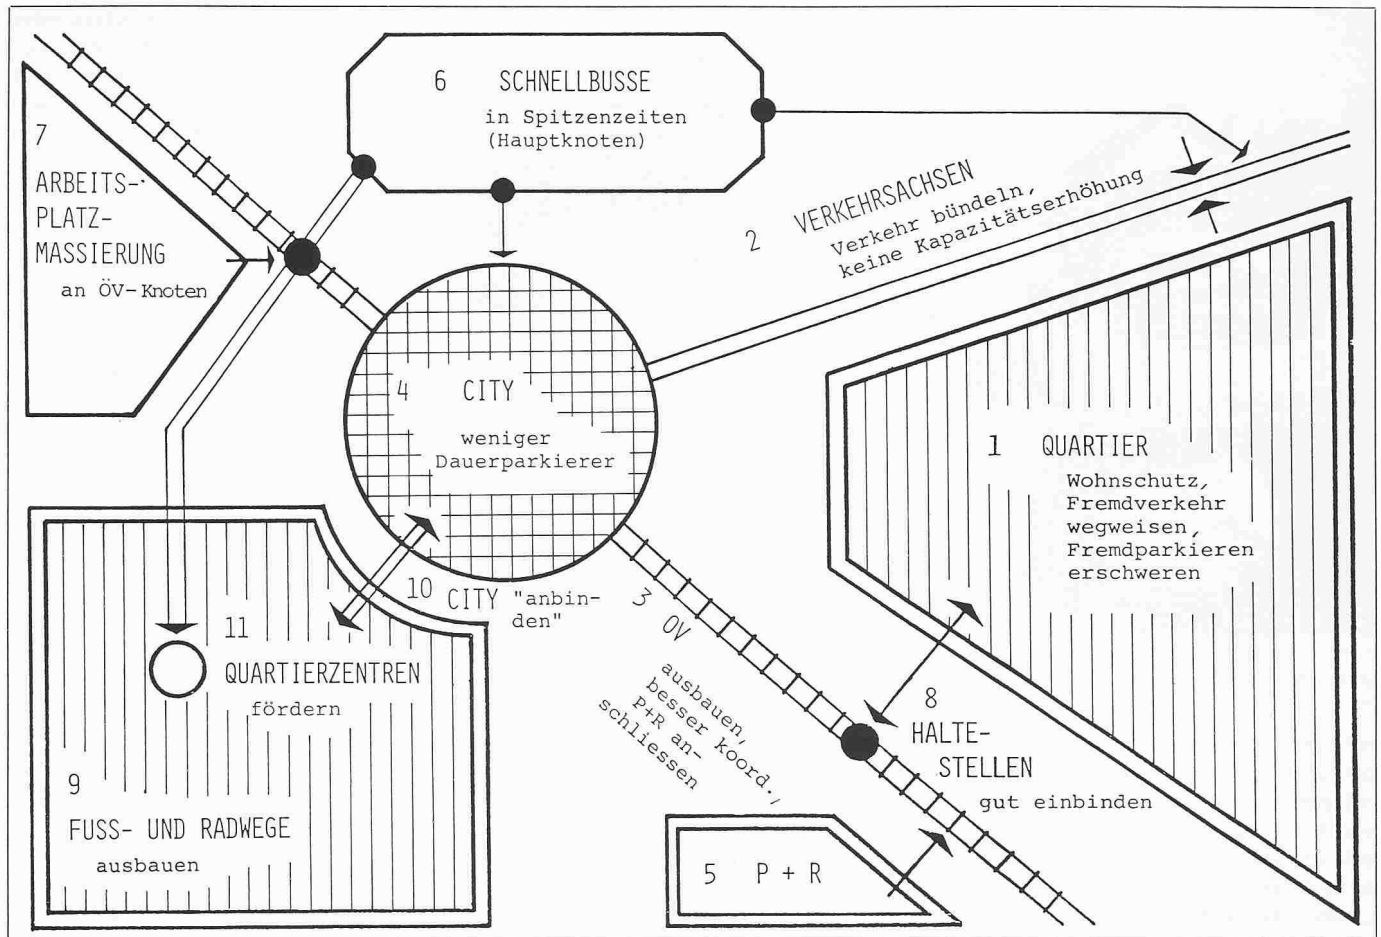 6 SCHNELLBUSSE
in Spitzenzeiten
(Hauptknoten)
7
ARBEITS-
PLATZ-
MASSIERUNG
an ÖV-Knoten
2 VERKEHRSACHSEN
Verkehr bündeln,
keine Kapazitätserhöhung
4 CITY
weniger
Dauerparkierer
1 QUARTIER
Wohnschutz,
Fremdverkehr
wegweisen,
Fremdparkieren
erschweren
10 CITY "anbin-
den"
3 ÖV
ausbauen,
besser koord.,
P+R an-
schliessen
11
QUARTIERZENTREN
fördern
8
HALTE-
STELLEN
gut einbinden
9
FUSS- UND RADWEGE
ausbauen
5 P + R